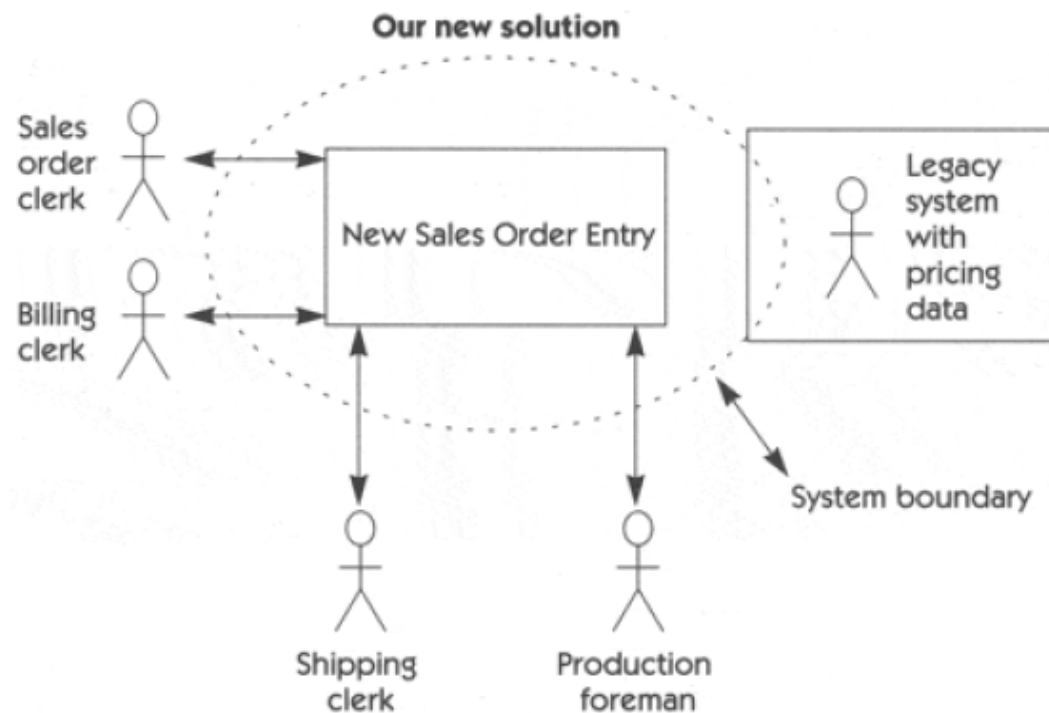 Our new solution
Sales
order
clerk
New Sales Order Entry
Legacy
system
with
pricing
data
Billing
clerk
System boundary
Shipping
clerk
Production
foreman